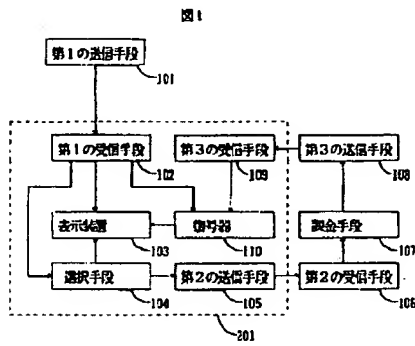 図1
第1の送信手段
101
第1の受信手段
102
第3の受信手段
109
第3の送信手段
108
表示装置
103
復号器
110
課金手段
107
選択手段
104
第2の送信手段
105
第2の受信手段
106
201